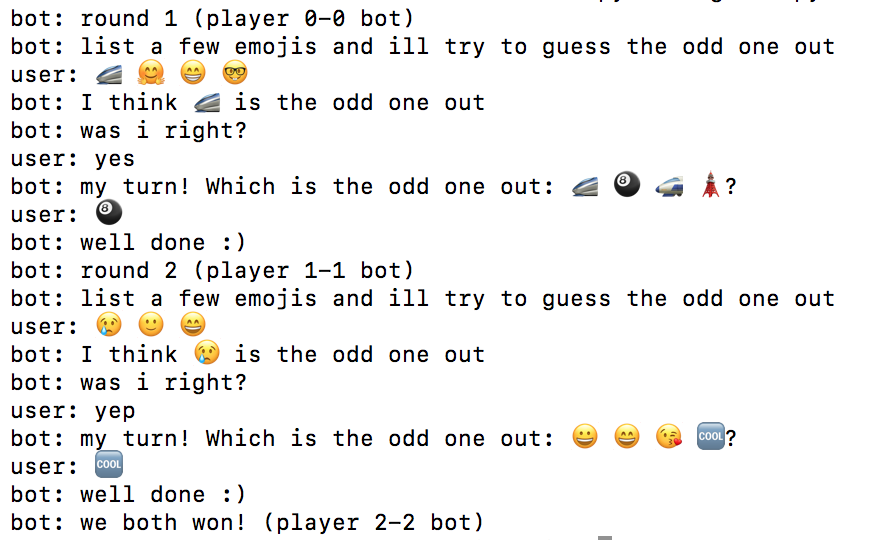 bot: round 1 (player 0-0 bot)
bot: list a few emojis and ill try to guess the odd one out
user: 🚄 🤗 😁 🤓
bot: I think 🚄 is the odd one out
bot: was i right?
user: yes
bot: my turn! Which is the odd one out: 🚄 🎱 🚅 🗼?
user: 🎱
bot: well done :)
bot: round 2 (player 1-1 bot)
bot: list a few emojis and ill try to guess the odd one out
user: 😢 🙂 😄
bot: I think 😢 is the odd one out
bot: was i right?
user: yep
bot: my turn! Which is the odd one out: 😀 😄 😘 🆒?
user: 🆒
bot: well done :)
bot: we both won! (player 2-2 bot)